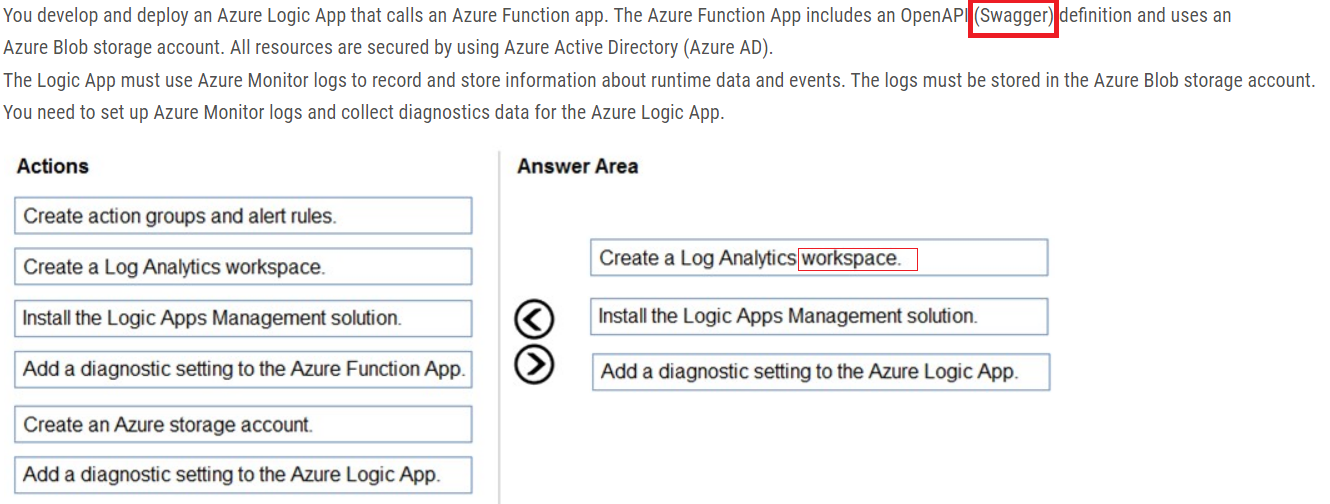 You develop and deploy an Azure Logic App that calls an Azure Function app. The Azure Function App includes an OpenAPI (Swagger) definition and uses an
Azure Blob storage account. All resources are secured by using Azure Active Directory (Azure AD).
The Logic App must use Azure Monitor logs to record and store information about runtime data and events. The logs must be stored in the Azure Blob storage account.
You need to set up Azure Monitor logs and collect diagnostics data for the Azure Logic App.
Actions
Create action groups and alert rules.
Create a Log Analytics workspace.
Install the Logic Apps Management solution.
Add a diagnostic setting to the Azure Function App.
Create an Azure storage account.
Add a diagnostic setting to the Azure Logic App.
Answer Area
Create a Log Analytics workspace.
Install the Logic Apps Management solution.
Add a diagnostic setting to the Azure Logic App.